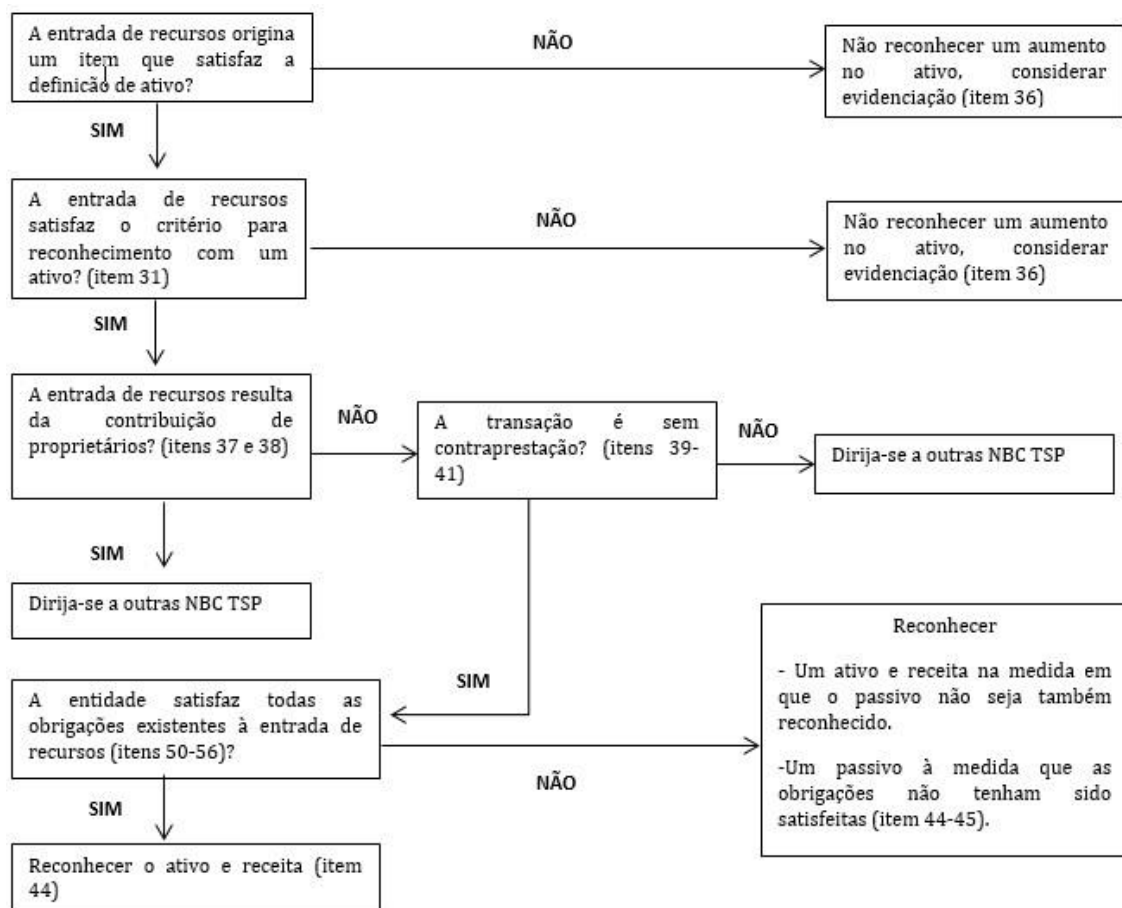 A entrada de recursos origina
um item que satisfaz a
definicão de ativo?
NÃO
Não reconhecer um aumento
no ativo, considerar
evidenciação (item 36)
SIM
A entrada de recursos
satisfaz o critério para
reconhecimento com um
ativo? (item 31)
NÃO
Não reconhecer um aumento
no ativo, considerar
evidenciação (item 36)
SIM
A entrada de recursos resulta
da contribuição de
proprietários? (itens 37 e 38)
NÃO
A transação é sem
contraprestação? (itens 39-
41)
NÃO
Dirija-se a outras NBC TSP
SIM
Dirija-se a outras NBC TSP
SIM
A entidade satisfaz todas as
obrigações existentes à entrada de
recursos (itens 50-56)?
NÃO
Reconhecer
- Um ativo e receita na medida em
que o passivo não seja também
reconhecido.
-Um passivo à medida que as
obrigações não tenham sido
satisfeitas (item 44-45).
SIM
Reconhecer o ativo e receita (item
44)